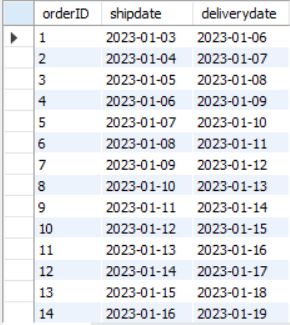 orderID shipdate deliverydate
1 2023-01-03 2023-01-06
2 2023-01-04 2023-01-07
3 2023-01-05 2023-01-08
4 2023-01-06 2023-01-09
5 2023-01-07 2023-01-10
6 2023-01-08 2023-01-11
7 2023-01-09 2023-01-12
8 2023-01-10 2023-01-13
9 2023-01-11 2023-01-14
10 2023-01-12 2023-01-15
11 2023-01-13 2023-01-16
12 2023-01-14 2023-01-17
13 2023-01-15 2023-01-18
14 2023-01-16 2023-01-19